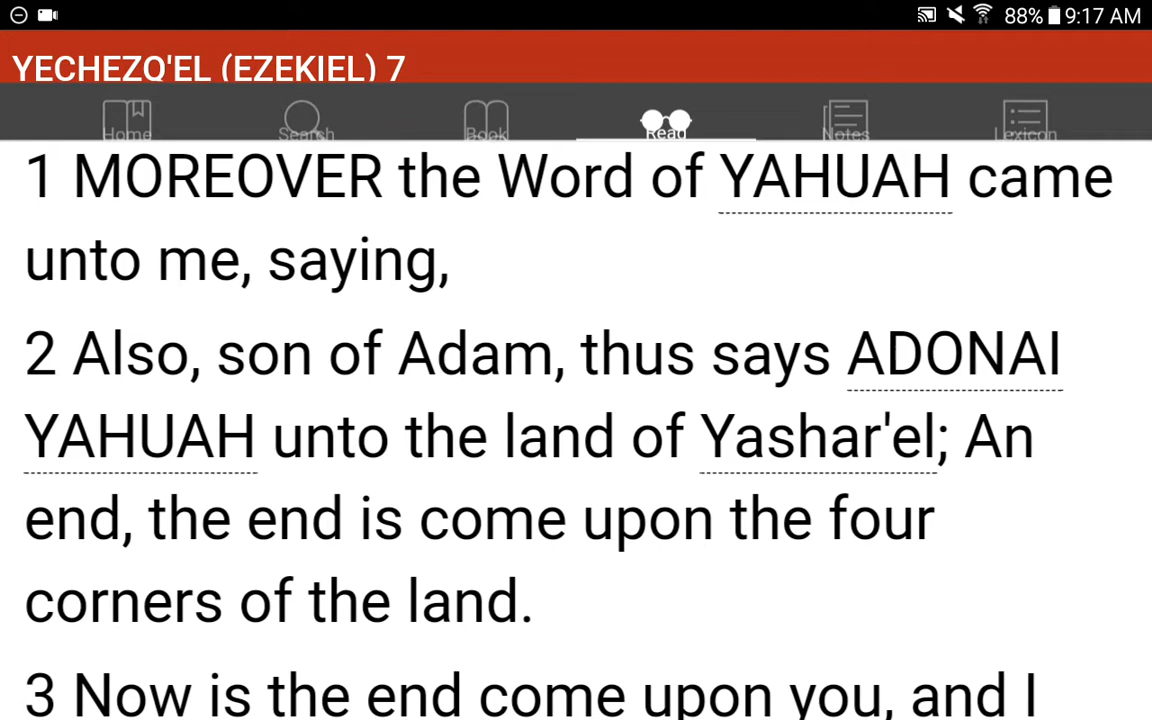 88% 9:17 AM
YECHEZQ'EL (EZEKIEL) 7
Home Search Book Read Notes Lexicon
1 MOREOVER the Word of YAHUAH came
unto me, saying,
2 Also, son of Adam, thus says ADONAI
YAHUAH unto the land of Yashar'el; An
end, the end is come upon the four
corners of the land.
3 Now is the end come upon you, and I